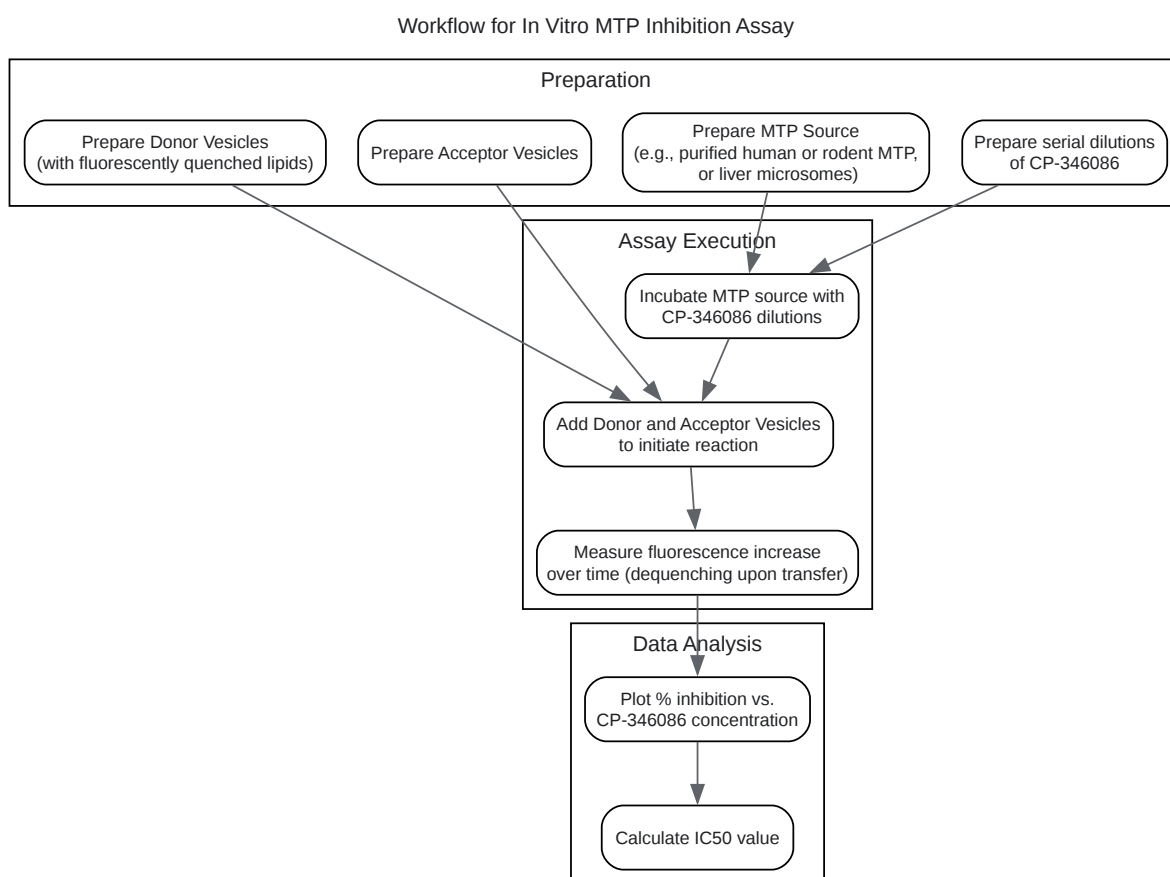 Workflow for In Vitro MTP Inhibition Assay
Preparation
Prepare Donor Vesicles
(with fluorescently quenched lipids)
Prepare Acceptor Vesicles
Prepare MTP Source
(e.g., purified human or rodent MTP,
or liver microsomes)
Prepare serial dilutions
of CP-346086
Assay Execution
Incubate MTP source with
CP-346086 dilutions
Add Donor and Acceptor Vesicles
to initiate reaction
Measure fluorescence increase
over time (dequenching upon transfer)
Data Analysis
Plot % inhibition vs.
CP-346086 concentration
Calculate IC50 value